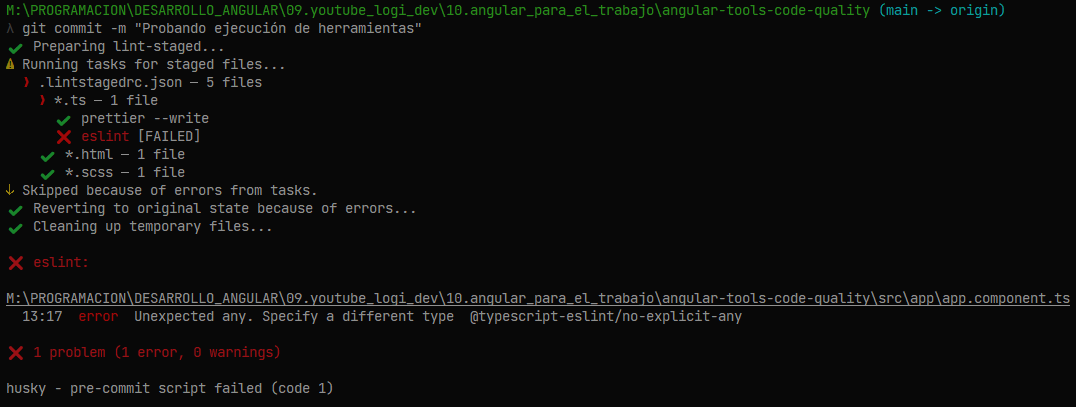 M:\PROGRAMACION\DESARROLLO_ANGULAR\09.youtube_logi_dev\10.angular_para_el_trabajo\angular-tools-code-quality (main -> origin)
λ git commit -m "Probando ejecución de herramientas"
✔ Preparing lint-staged...
⚠ Running tasks for staged files...
❯ .lintstagedrc.json — 5 files
❯ *.ts — 1 file
✔ prettier --write
✖ eslint [FAILED]
✔ *.html — 1 file
✔ *.scss — 1 file
↓ Skipped because of errors from tasks.
✔ Reverting to original state because of errors...
✔ Cleaning up temporary files...
✖ eslint:
M:\PROGRAMACION\DESARROLLO_ANGULAR\09.youtube_logi_dev\10.angular_para_el_trabajo\angular-tools-code-quality\src\app\app.component.ts
13:17 error Unexpected any. Specify a different type @typescript-eslint/no-explicit-any
✖ 1 problem (1 error, 0 warnings)
husky - pre-commit script failed (code 1)